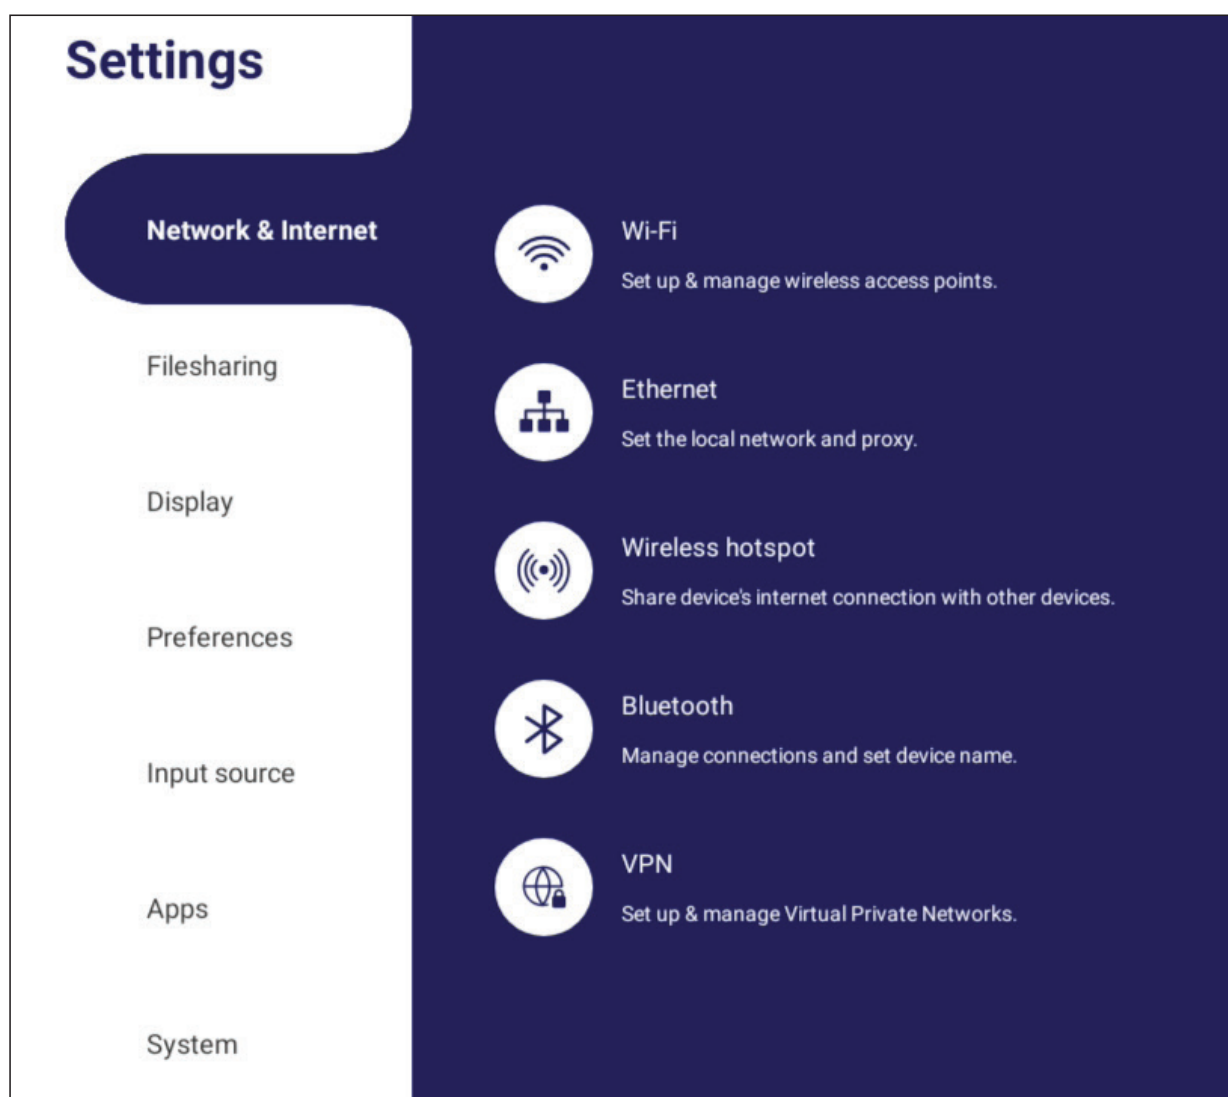 Settings
Network & Internet
Filesharing
Display
Preferences
Input source
Apps
System
Wi-Fi
Set up & manage wireless access points.
Ethernet
Set the local network and proxy.
Wireless hotspot
Share device's internet connection with other devices.
Bluetooth
Manage connections and set device name.
VPN
Set up & manage Virtual Private Networks.